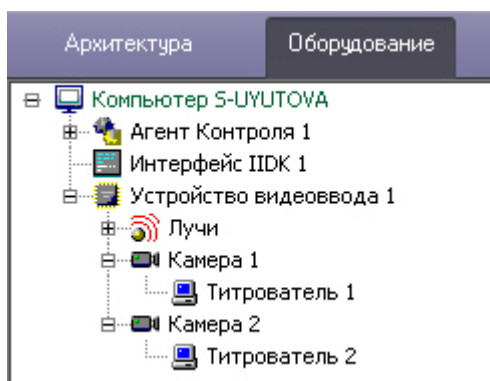 Архитектура Оборудование
Компьютер S-UYUTOVA
Агент Контроля 1
Интерфейс IIDK 1
Устройство видеоввода 1
Лучи
Камера 1
Титрователь 1
Камера 2
Титрователь 2